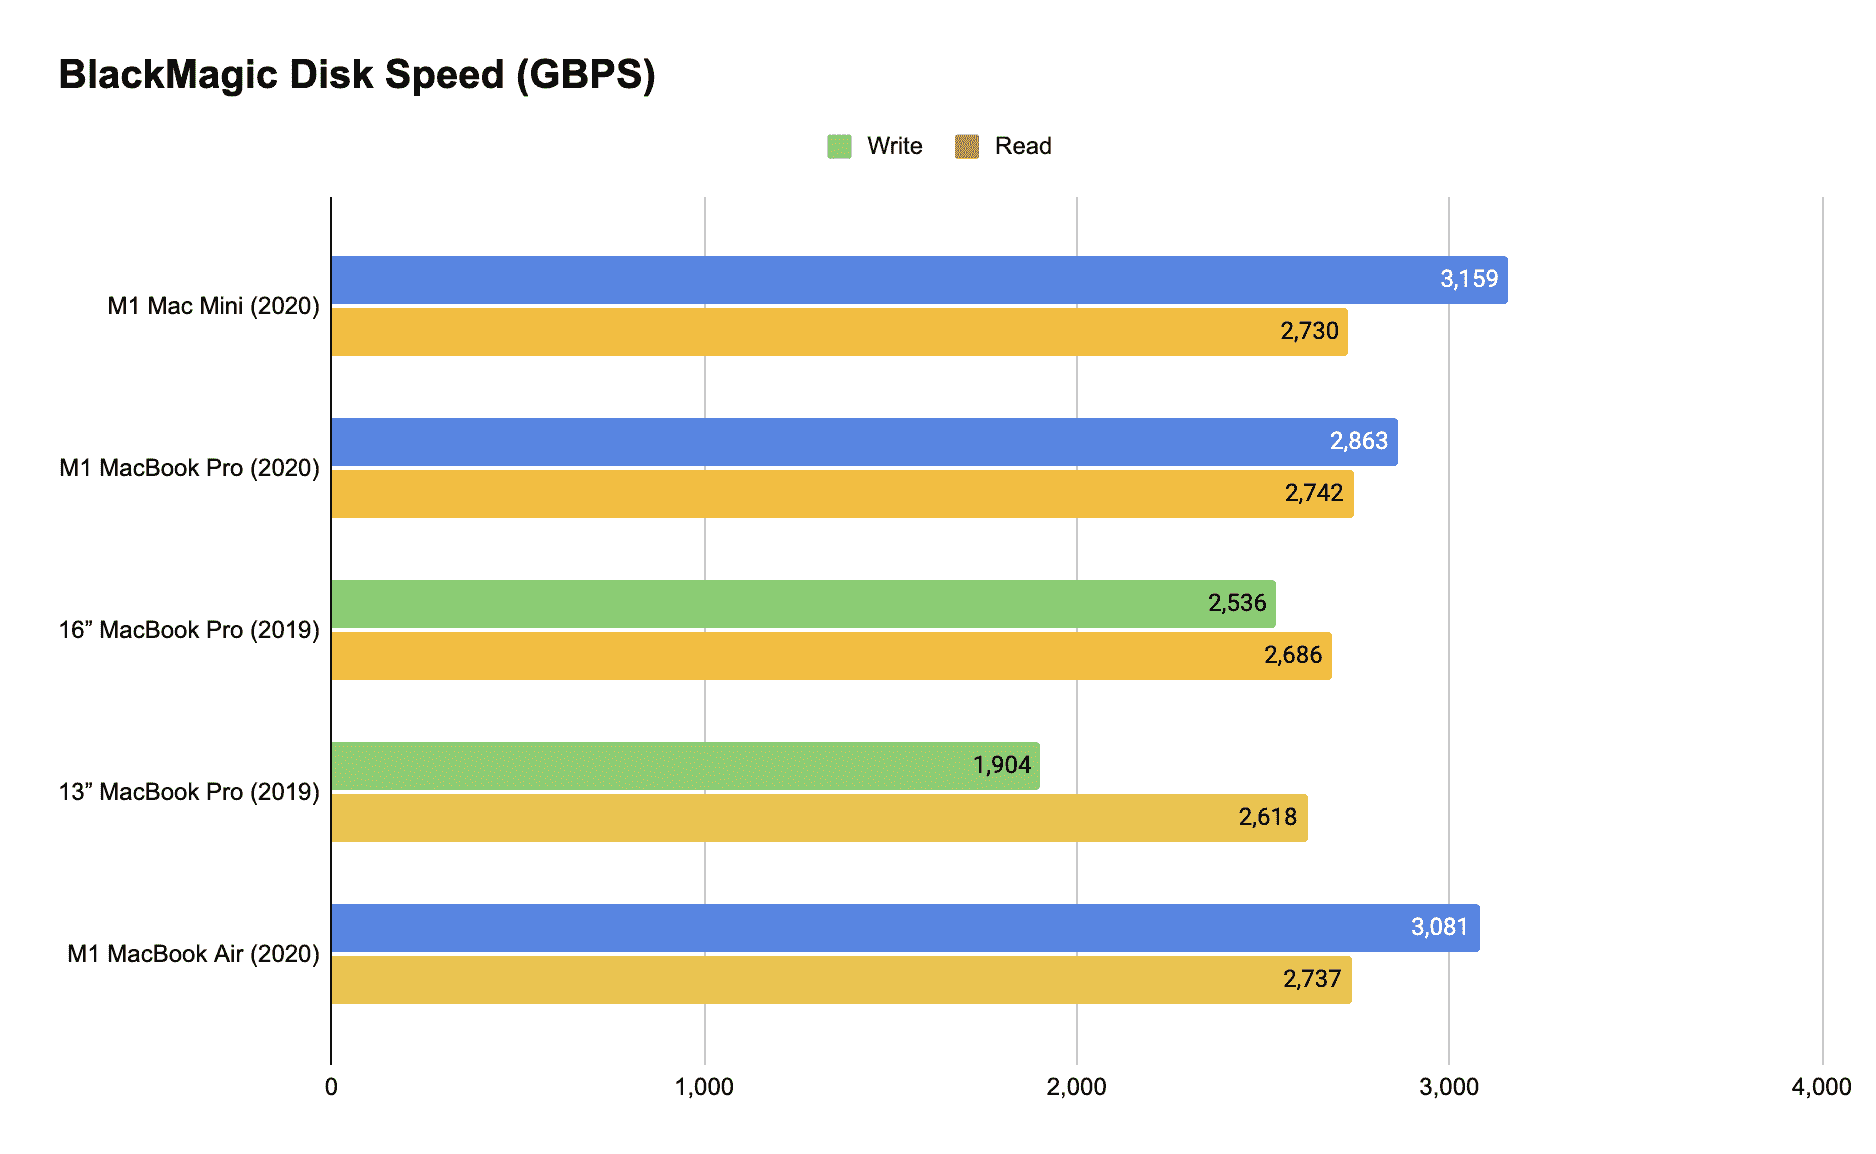 BlackMagic Disk Speed (GBPS)
Write Read
3,159
M1 Mac Mini (2020)
2,730
2,863
M1 MacBook Pro (2020)
2,742
2,536
16” MacBook Pro (2019)
2,686
1,904
13” MacBook Pro (2019)
2,618
3,081
M1 MacBook Air (2020)
2,737
0 1,000 2,000 3,000 4,000